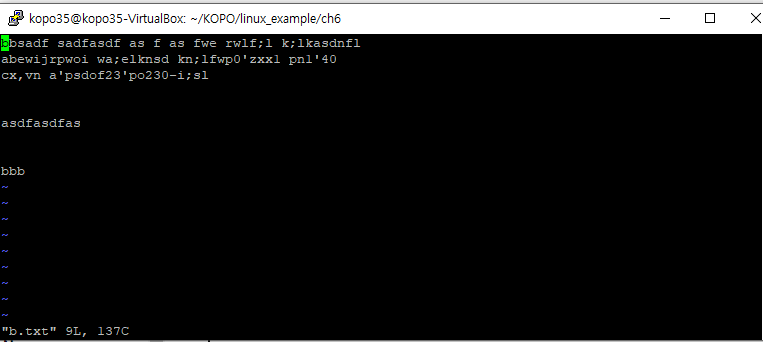 kopo35@kopo35-VirtualBox: ~/KOPO/linux_example/ch6
bbsadf sadfasdf as f as fwe rwlf;l k;lkasdnfl
abewijrpwoi wa;elknsd kn;lfwp0'zxxl pnl'40
cx,vn a'psdof23'po230-i;sl
asdfasdfas
bbb
~
~
~
~
~
~
~
~
~
"b.txt" 9L, 137C